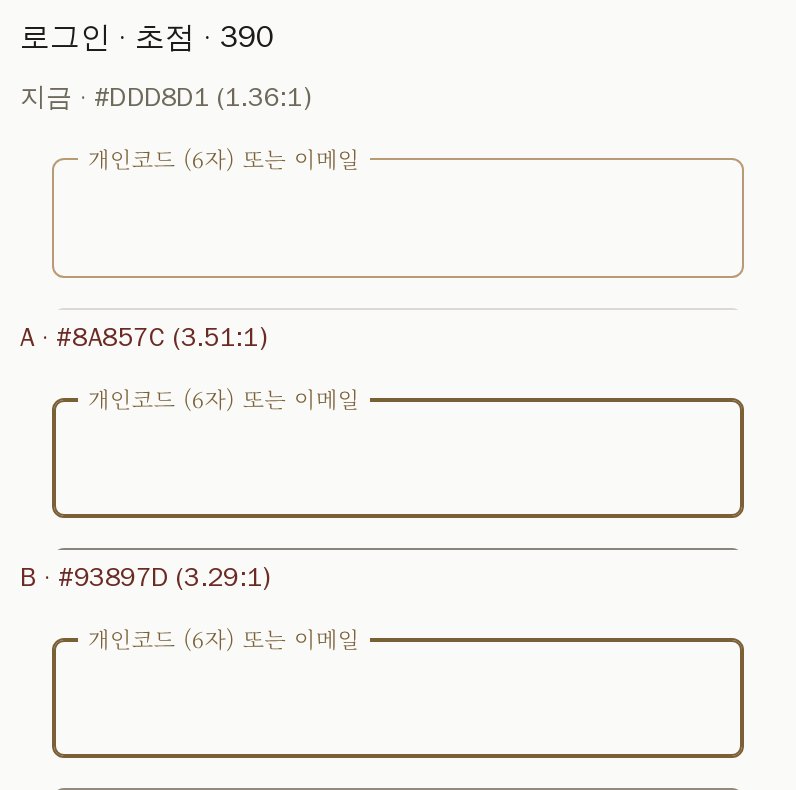 로그인 · 초점 · 390
지금 · #DDD8D1 (1.36:1)
개인코드 (6자) 또는 이메일
A · #8A857C (3.51:1)
개인코드 (6자) 또는 이메일
B · #93897D (3.29:1)
개인코드 (6자) 또는 이메일